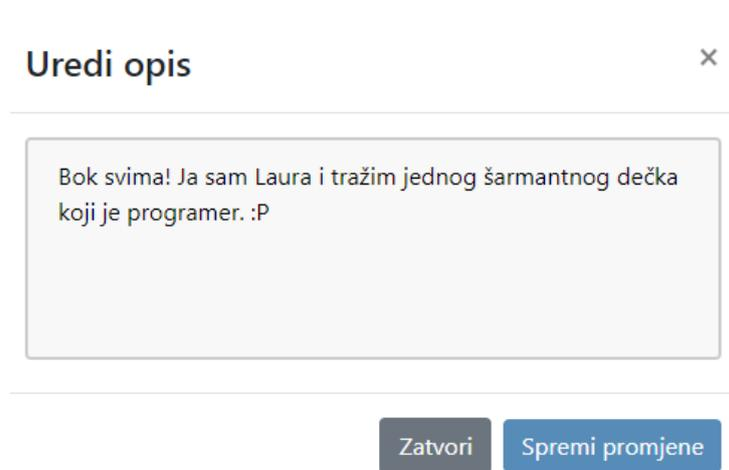 Uredi opis
×
Bok svima! Ja sam Laura i tražim jednog šarmantnog dečka
koji je programer. :P
Zatvori
Spremi promjene